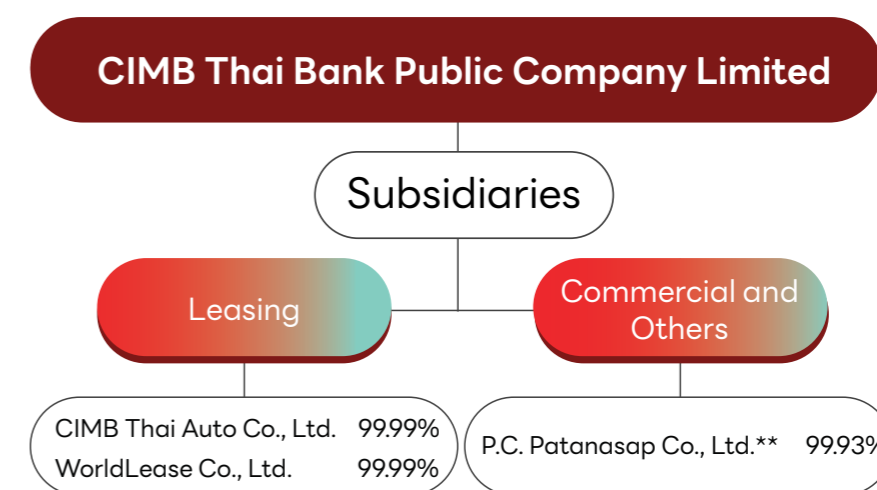 CIMB Thai Bank Public Company Limited
Subsidiaries
Leasing
CIMB Thai Auto Co., Ltd. 99.99%
WorldLease Co., Ltd. 99.99%
Commercial and
Others
P.C. Patanasap Co., Ltd.** 99.93%